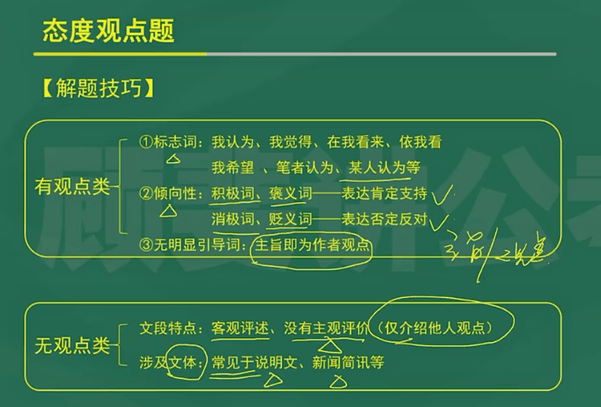 态度观点题
【解题技巧】
有观点类
①标志词：我认为、我觉得、在我看来、依我看
我希望 、笔者认为、某人认为等
②倾向性：积极词、褒义词——表达肯定支持
消极词、贬义词——表达否定反对
③无明显引导词：主旨即为作者观点
无观点类
文段特点：客观评述、没有主观评价（仅介绍他人观点）
涉及文体：常见于说明文、新闻简讯等